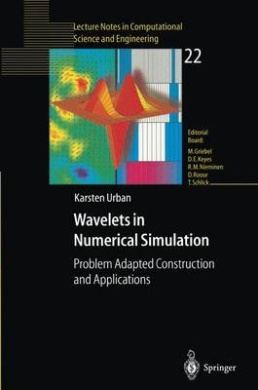 Lecture Notes in Computational
Science and Engineering
22
Editorial
Board:
M. Griebel
D. E. Keyes
R. M. Nieminen
D. Roose
T. Schlick
Karsten Urban
Wavelets in
Numerical Simulation
Problem Adapted Construction
and Applications
Springer